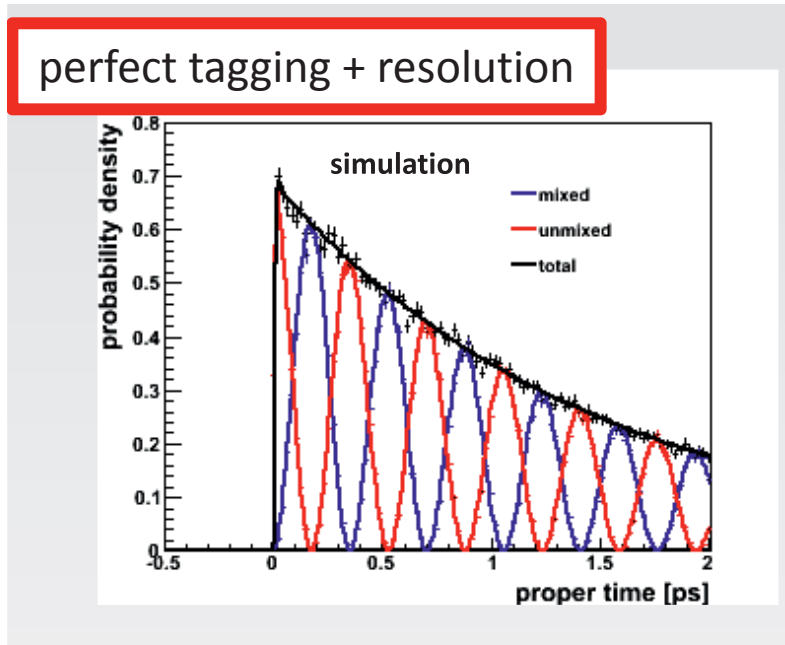 perfect tagging + resolution
simulation
mixed
unmixed
total
probability density
0.8
0.7
0.6
0.5
0.4
0.3
0.2
0.1
0
-0.5
0
0.5
1
1.5
2
proper time [ps]